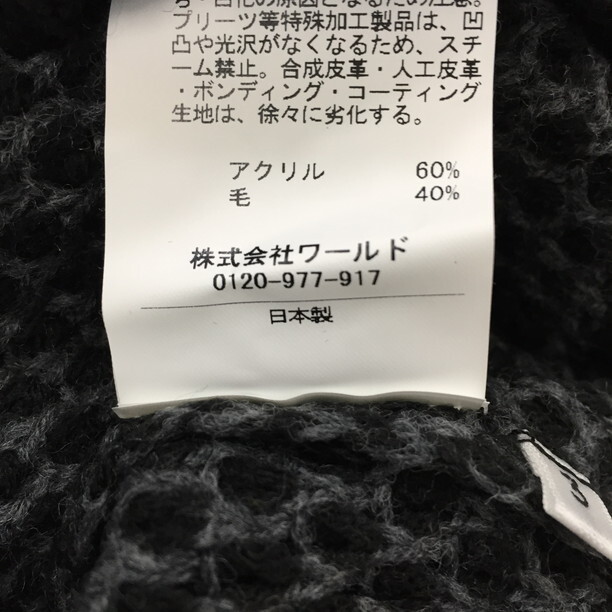 プリーツ等特殊加工製品は、凹
凸や光沢がなくなるため、スチ
ーム禁止。合成皮革・人工皮革
・ボンディング・コーティング
生地は、徐々に劣化する。
アクリル 60%
毛 40%
株式会社ワールド
0120-977-917
日本製